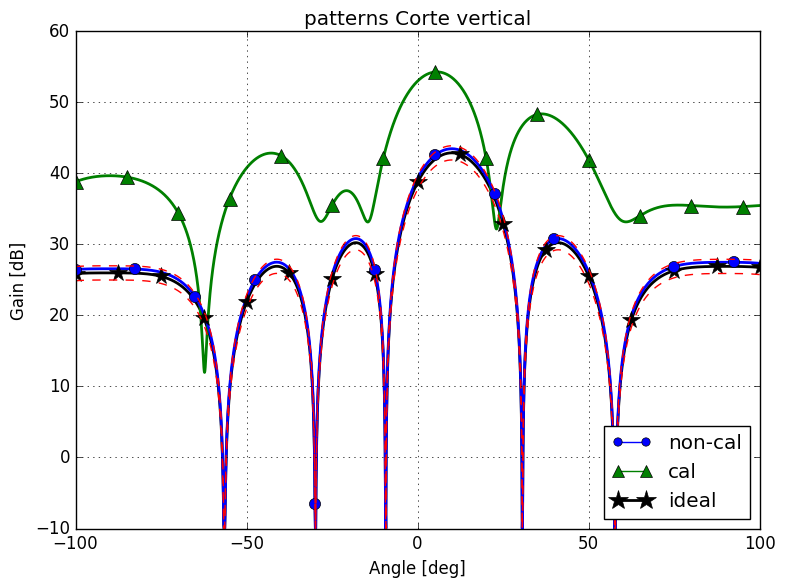 patterns Corte vertical
60
50
40
30
20
10
0
−10
Gain [dB]
−100
−50
0
50
100
Angle [deg]
non-cal
cal
ideal